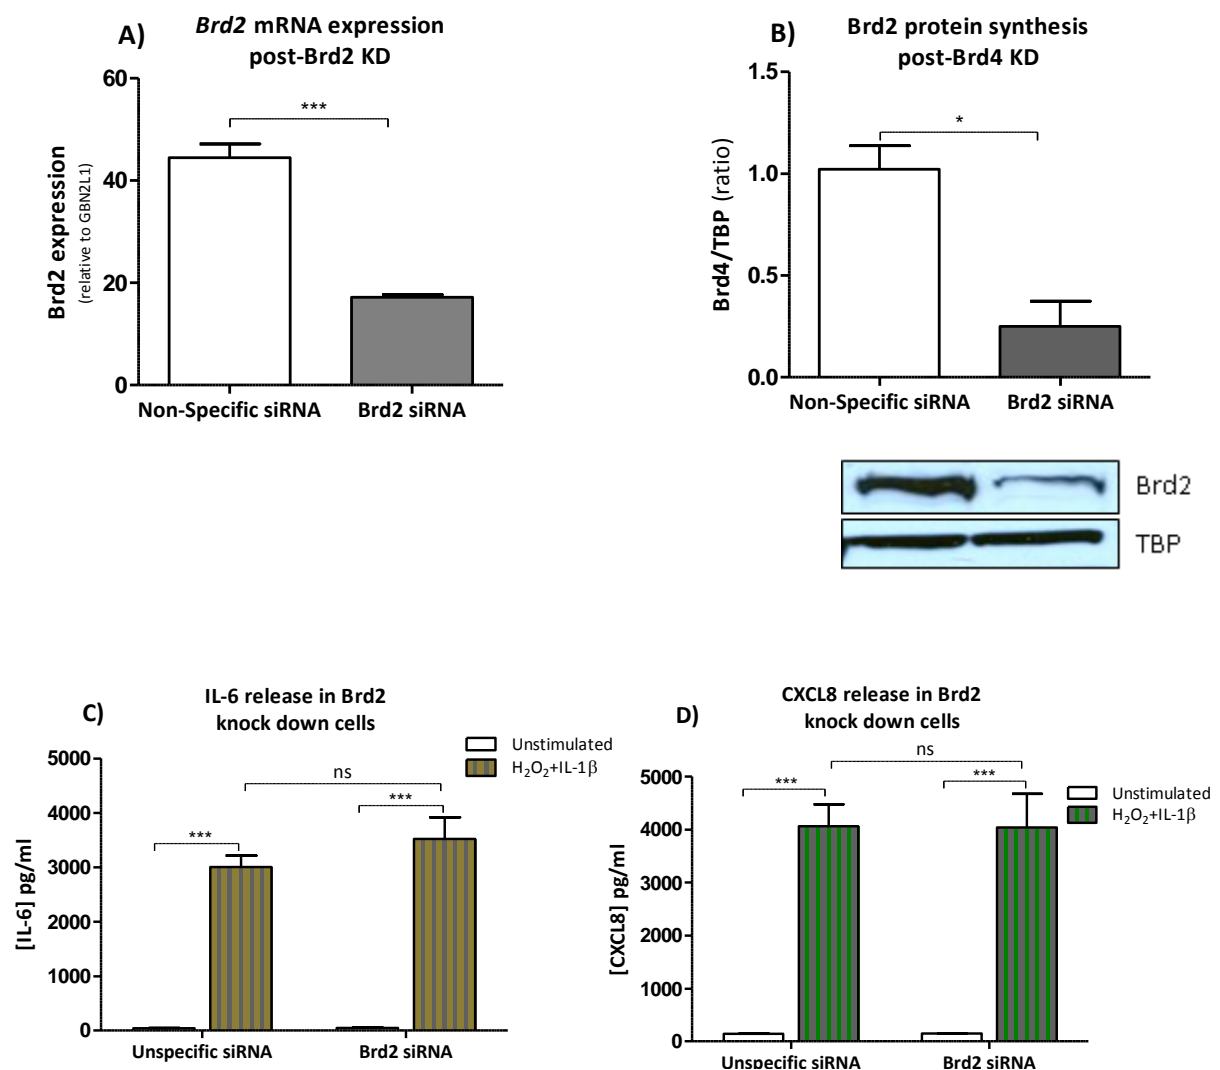 A)
Brd2 mRNA expression
post-Brd2 KD
60
40
20
0
Brd2 expression
(relative to GBN2L1)
***
Non-Specific siRNA
Brd2 siRNA
B)
Brd2 protein synthesis
post-Brd4 KD
1.5
1.0
0.5
0.0
Brd4/TBP (ratio)
*
Non-Specific siRNA
Brd2 siRNA
Brd2
TBP
C)
IL-6 release in Brd2
knock down cells
Unstimulated
H₂O₂+IL-1β
5000
4000
3000
2000
1000
0
[IL-6] pg/ml
ns
***
***
Unspecific siRNA
Brd2 siRNA
D)
CXCL8 release in Brd2
knock down cells
Unstimulated
H₂O₂+IL-1β
5000
4000
3000
2000
1000
0
[CXCL8] pg/ml
ns
***
***
Unspecific siRNA
Brd2 siRNA